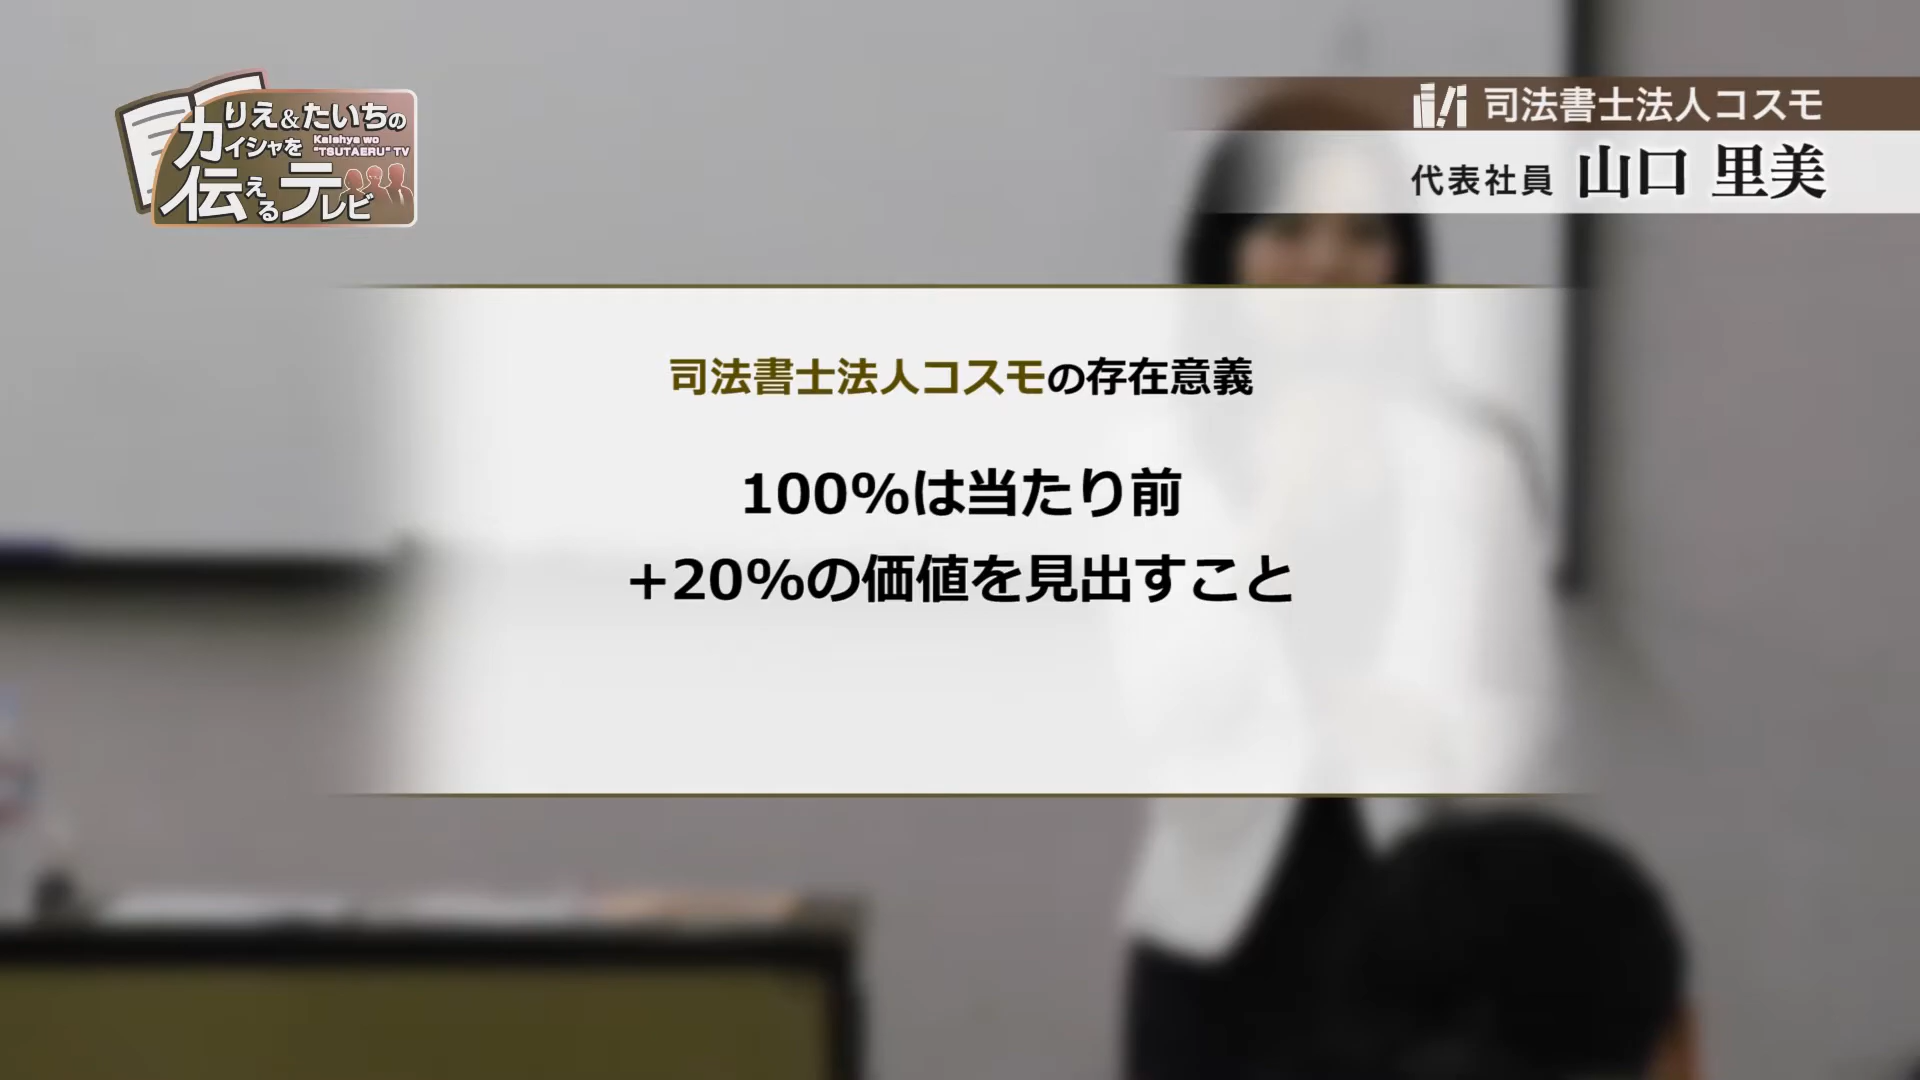 りえ&たいちの
カイシャを
Kaishya wo
"TSUTAERU" TV
伝えるテレビ
司法書士法人コスモ
代表社員 山口 里美
司法書士法人コスモの存在意義
100%は当たり前
+20%の価値を見出すこと